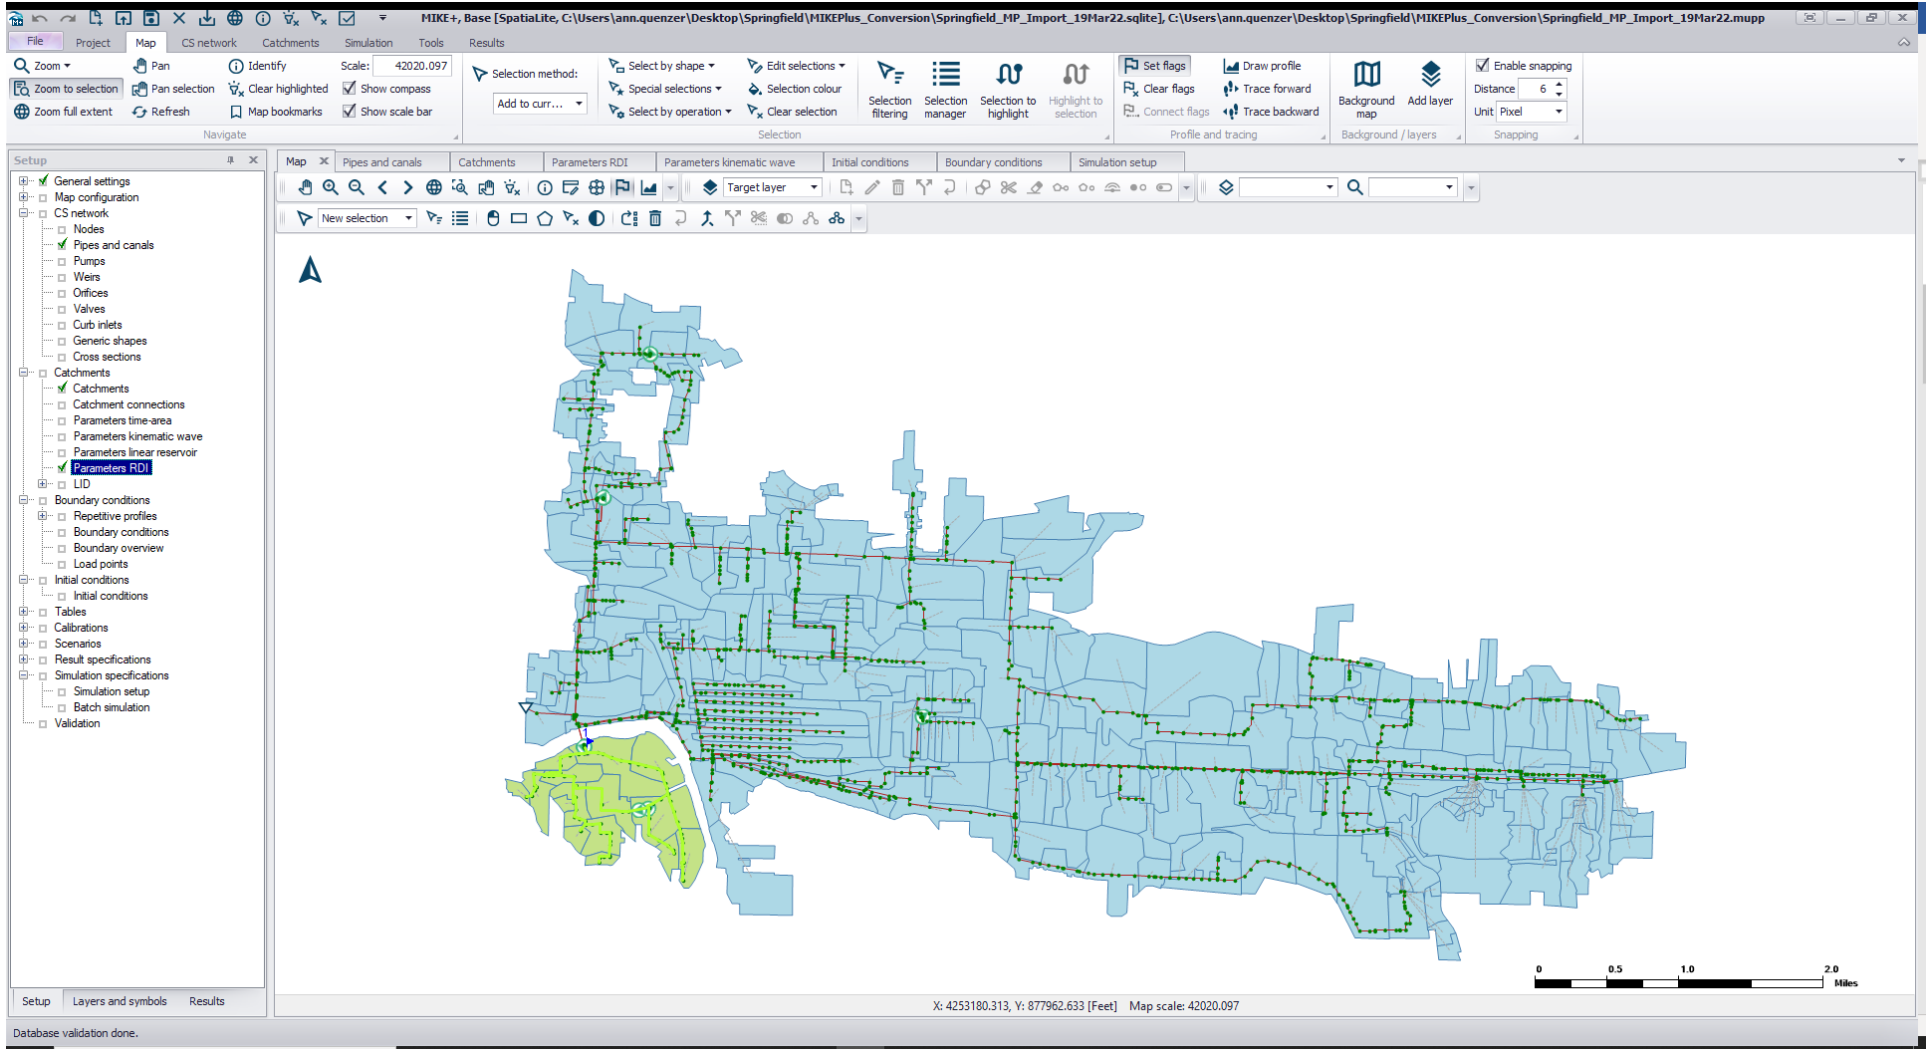 MIKE+, Base [SpatiaLite, C:\Users\ann.quenzer\Desktop\Springfield\MIKEPlus_Conversion\Springfield_MP_Import_19Mar22.sqlite], C:\Users\ann.quenzer\Desktop\Springfield\MIKEPlus_Conversion\Springfield_MP_Import_19Mar22.mupp
File Project Map CS network Catchments Simulation Tools Results
Zoom Pan Identify Scale: 42020.097
Zoom to selection Pan selection Clear highlighted Show compass
Zoom full extent Refresh Map bookmarks Show scale bar
Navigate
Selection method:
Add to curr...
Select by shape Edit selections
Special selections Selection colour
Select by operation Clear selection
Selection filtering Selection manager Selection to highlight Highlight to selection
Selection
Set flags Draw profile
Clear flags Trace forward
Connect flags Trace backward
Profile and tracing
Background map Add layer
Background / layers
Enable snapping
Distance 6
Unit Pixel
Snapping
Setup
Map Pipes and canals Catchments Parameters RDI Parameters kinematic wave Initial conditions Boundary conditions Simulation setup
Target layer
New selection
General settings
Map configuration
CS network
Nodes
Pipes and canals
Pumps
Weirs
Orifices
Valves
Curb inlets
Generic shapes
Cross sections
Catchments
Catchments
Catchment connections
Parameters time-area
Parameters kinematic wave
Parameters linear reservoir
Parameters RDI
LID
Boundary conditions
Repetitive profiles
Boundary conditions
Boundary overview
Load points
Initial conditions
Initial conditions
Tables
Calibrations
Scenarios
Result specifications
Simulation specifications
Simulation setup
Batch simulation
Validation
1
0 0.5 1.0 2.0
Miles
Setup Layers and symbols Results
X: 4253180.313, Y: 877962.633 [Feet] Map scale: 42020.097
Database validation done.